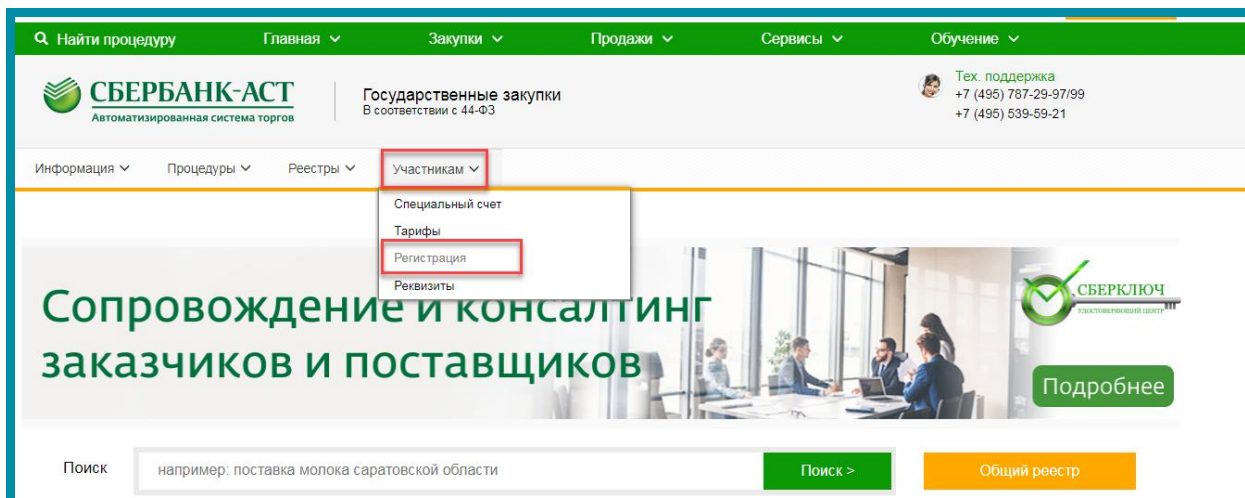 Найти процедуру
Главная
Закупки
Продажи
Сервисы
Обучение
СБЕРБАНК-АСТ
Автоматизированная система торгов
Государственные закупки
В соответствии с 44-ФЗ
Тех. поддержка
+7 (495) 787-29-97/99
+7 (495) 539-59-21
Информация
Процедуры
Реестры
Участникам
Специальный счет
Тарифы
Регистрация
Реквизиты
Сопровождение и консалтинг
заказчиков и поставщиков
СБЕРКЛЮЧ
УДОСТОВЕРЯЮЩИЙ ЦЕНТР
Подробнее
Поиск
например: поставка молока саратовской области
Поиск >
Общий реестр